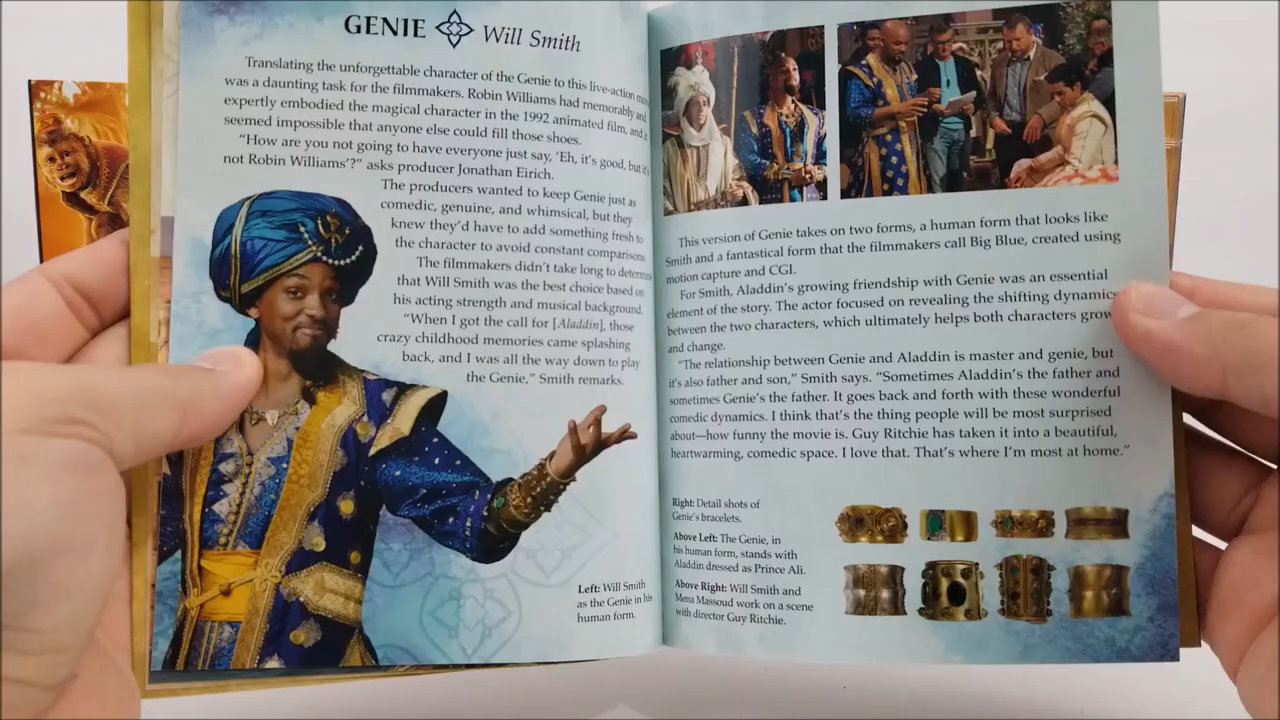 GENIE Will Smith
Translating the unforgettable character of the Genie to this live-action
was a daunting task for the filmmakers. Robin Williams had memorably and
expertly embodied the magical character in the 1992 animated film, and
seemed impossible that anyone else could fill those shoes.
“How are you not going to have everyone just say, ‘Eh, it’s good, but
not Robin Williams’?” asks producer Jonathan Eirich.
The producers wanted to keep Genie just as
comedic, genuine, and whimsical, but they
knew they’d have to add something fresh to
the character to avoid constant comparisons.
The filmmakers didn’t take long to determine
that Will Smith was the best choice based on
his acting strength and musical background.
“When I got the call for [Aladdin], those
crazy childhood memories came splashing
back, and I was all the way down to play
the Genie,” Smith remarks.
Left: Will Smith
as the Genie in his
human form.
This version of Genie takes on two forms, a human form that looks like
Smith and a fantastical form that the filmmakers call Big Blue, created using
motion capture and CGI.
For Smith, Aladdin’s growing friendship with Genie was an essential
element of the story. The actor focused on revealing the shifting dynamics
between the two characters, which ultimately helps both characters grow
and change.
“The relationship between Genie and Aladdin is master and genie, but
it’s also father and son,” Smith says. “Sometimes Aladdin’s the father and
sometimes Genie’s the father. It goes back and forth with these wonderful
comedic dynamics. I think that’s the thing people will be most surprised
about—how funny the movie is. Guy Ritchie has taken it into a beautiful,
heartwarming, comedic space. I love that. That’s where I’m most at home.”
Right: Detail shots of
Genie’s bracelets.
Above Left: The Genie, in
his human form, stands with
Aladdin dressed as Prince Ali.
Above Right: Will Smith and
Mena Massoud work on a scene
with director Guy Ritchie.